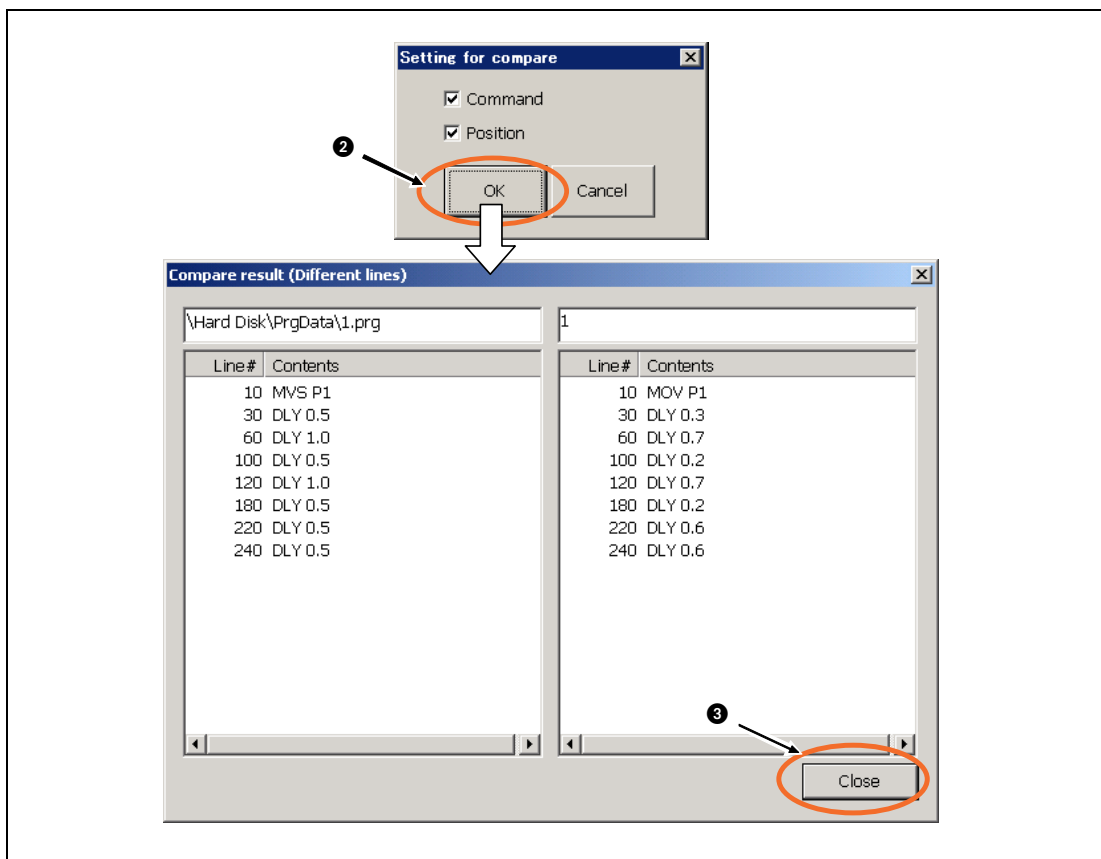 Setting for compare
Command
Position
❷
OK
Cancel
Compare result (Different lines)
\Hard Disk\PrgData\1.prg
1
Line# Contents
10 MVS P1
30 DLY 0.5
60 DLY 1.0
100 DLY 0.5
120 DLY 1.0
180 DLY 0.5
220 DLY 0.5
240 DLY 0.5
Line# Contents
10 MOV P1
30 DLY 0.3
60 DLY 0.7
100 DLY 0.2
120 DLY 0.7
180 DLY 0.2
220 DLY 0.6
240 DLY 0.6
❸
Close